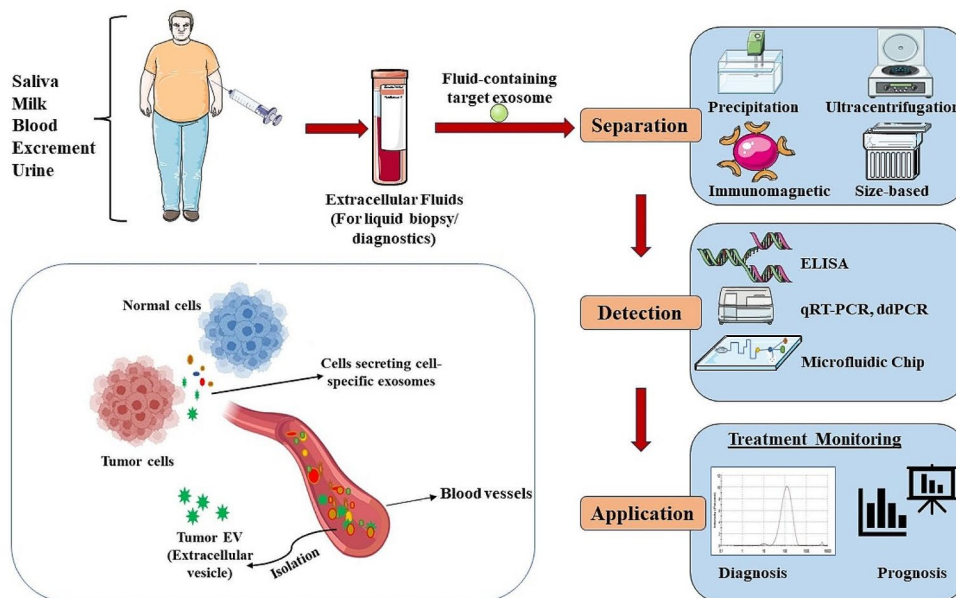 Saliva
Milk
Blood
Excrement
Urine
Extracellular Fluids
(For liquid biopsy/
diagnostics)
Fluid-containing
target exosome
Separation
Precipitation
Ultracentrifugation
Immunomagnetic
Size-based
Detection
ELISA
qRT-PCR, ddPCR
Microfluidic Chip
Application
Treatment Monitoring
Diagnosis
Prognosis
Normal cells
Cells secreting cell-
specific exosomes
Tumor cells
Blood vessels
Tumor EV
(Extracellular
vesicle)
Isolation